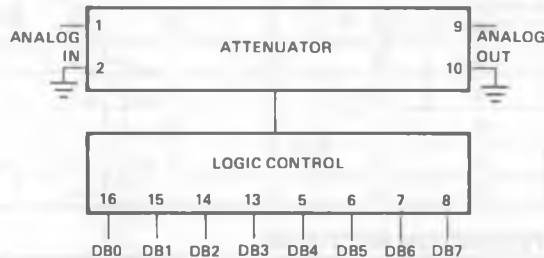 1 9
ANALOG IN
ATTENUATOR
ANALOG OUT
2 10
LOGIC CONTROL
16 15 14 13 5 6 7 8
DB0 DB1 DB2 DB3 DB4 DB5 DB6 DB7